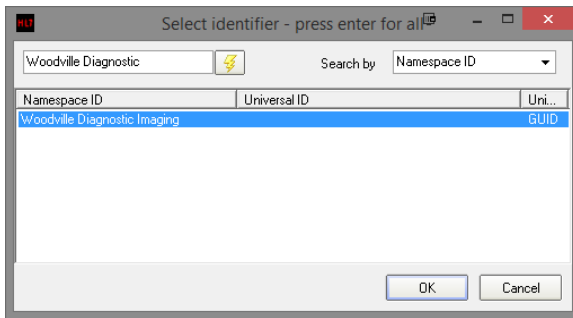 HLT Select identifier - press enter for all
Woodville Diagnostic Search by Namespace ID
Namespace ID Universal ID Uni...
Woodville Diagnostic Imaging GUID
OK Cancel